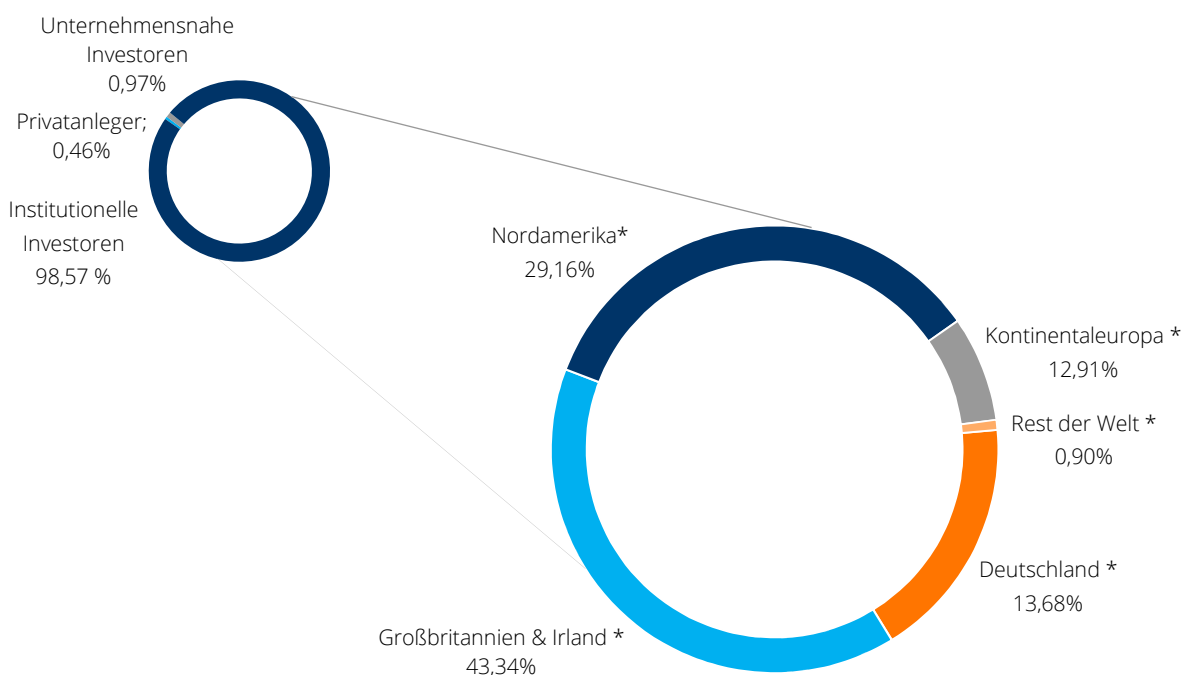 Unternehmensnahe
Investoren
0,97%
Privatanleger;
0,46%
Institutionelle
Investoren
98,57 %
Nordamerika*
29,16%
Kontinentaleuropa *
12,91%
Rest der Welt *
0,90%
Deutschland *
13,68%
Großbritannien & Irland *
43,34%